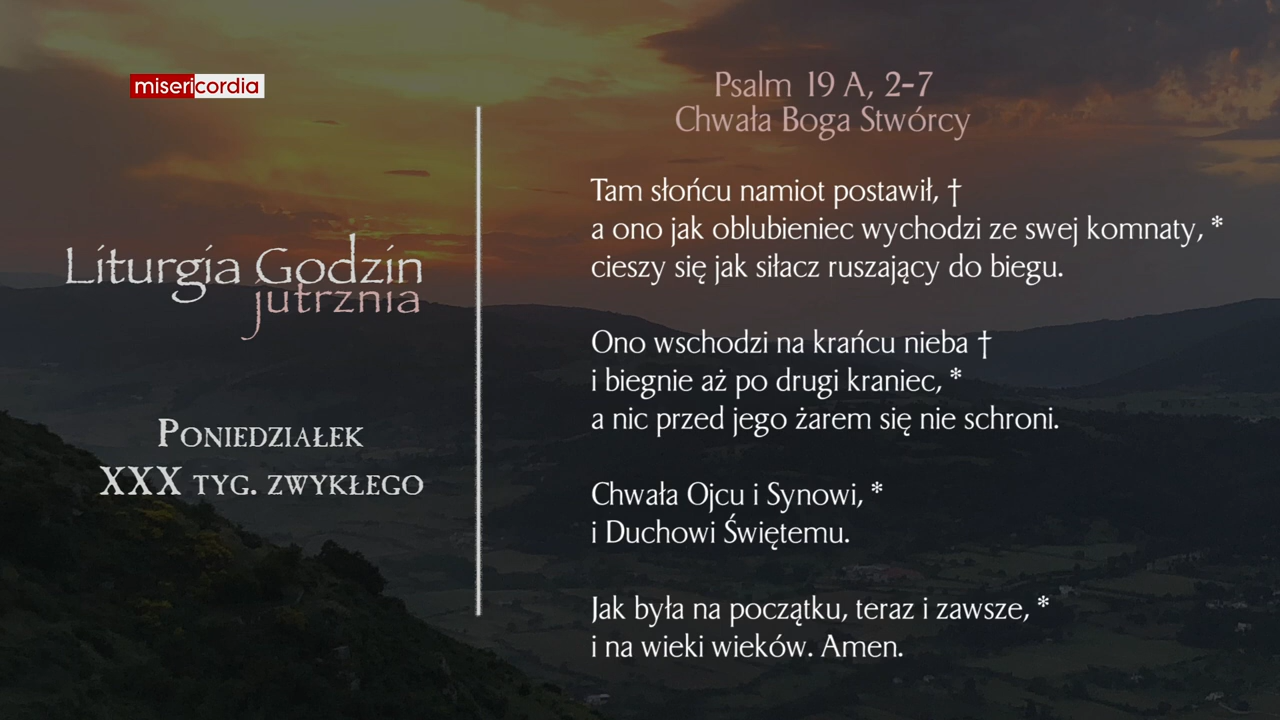 misericordia
Liturgia Godzin
jutrznia
Poniedziałek
XXX tyg. zwykłego
Psalm 19 A, 2-7
Chwała Boga Stwórcy
Tam słońcu namiot postawił, †
a ono jak oblubieniec wychodzi ze swej komnaty, *
cieszy się jak siłacz ruszający do biegu.
Ono wschodzi na krańcu nieba †
i biegnie aż po drugi kraniec, *
a nic przed jego żarem się nie schroni.
Chwała Ojcu i Synowi, *
i Duchowi Świętemu.
Jak była na początku, teraz i zawsze, *
i na wieki wieków. Amen.